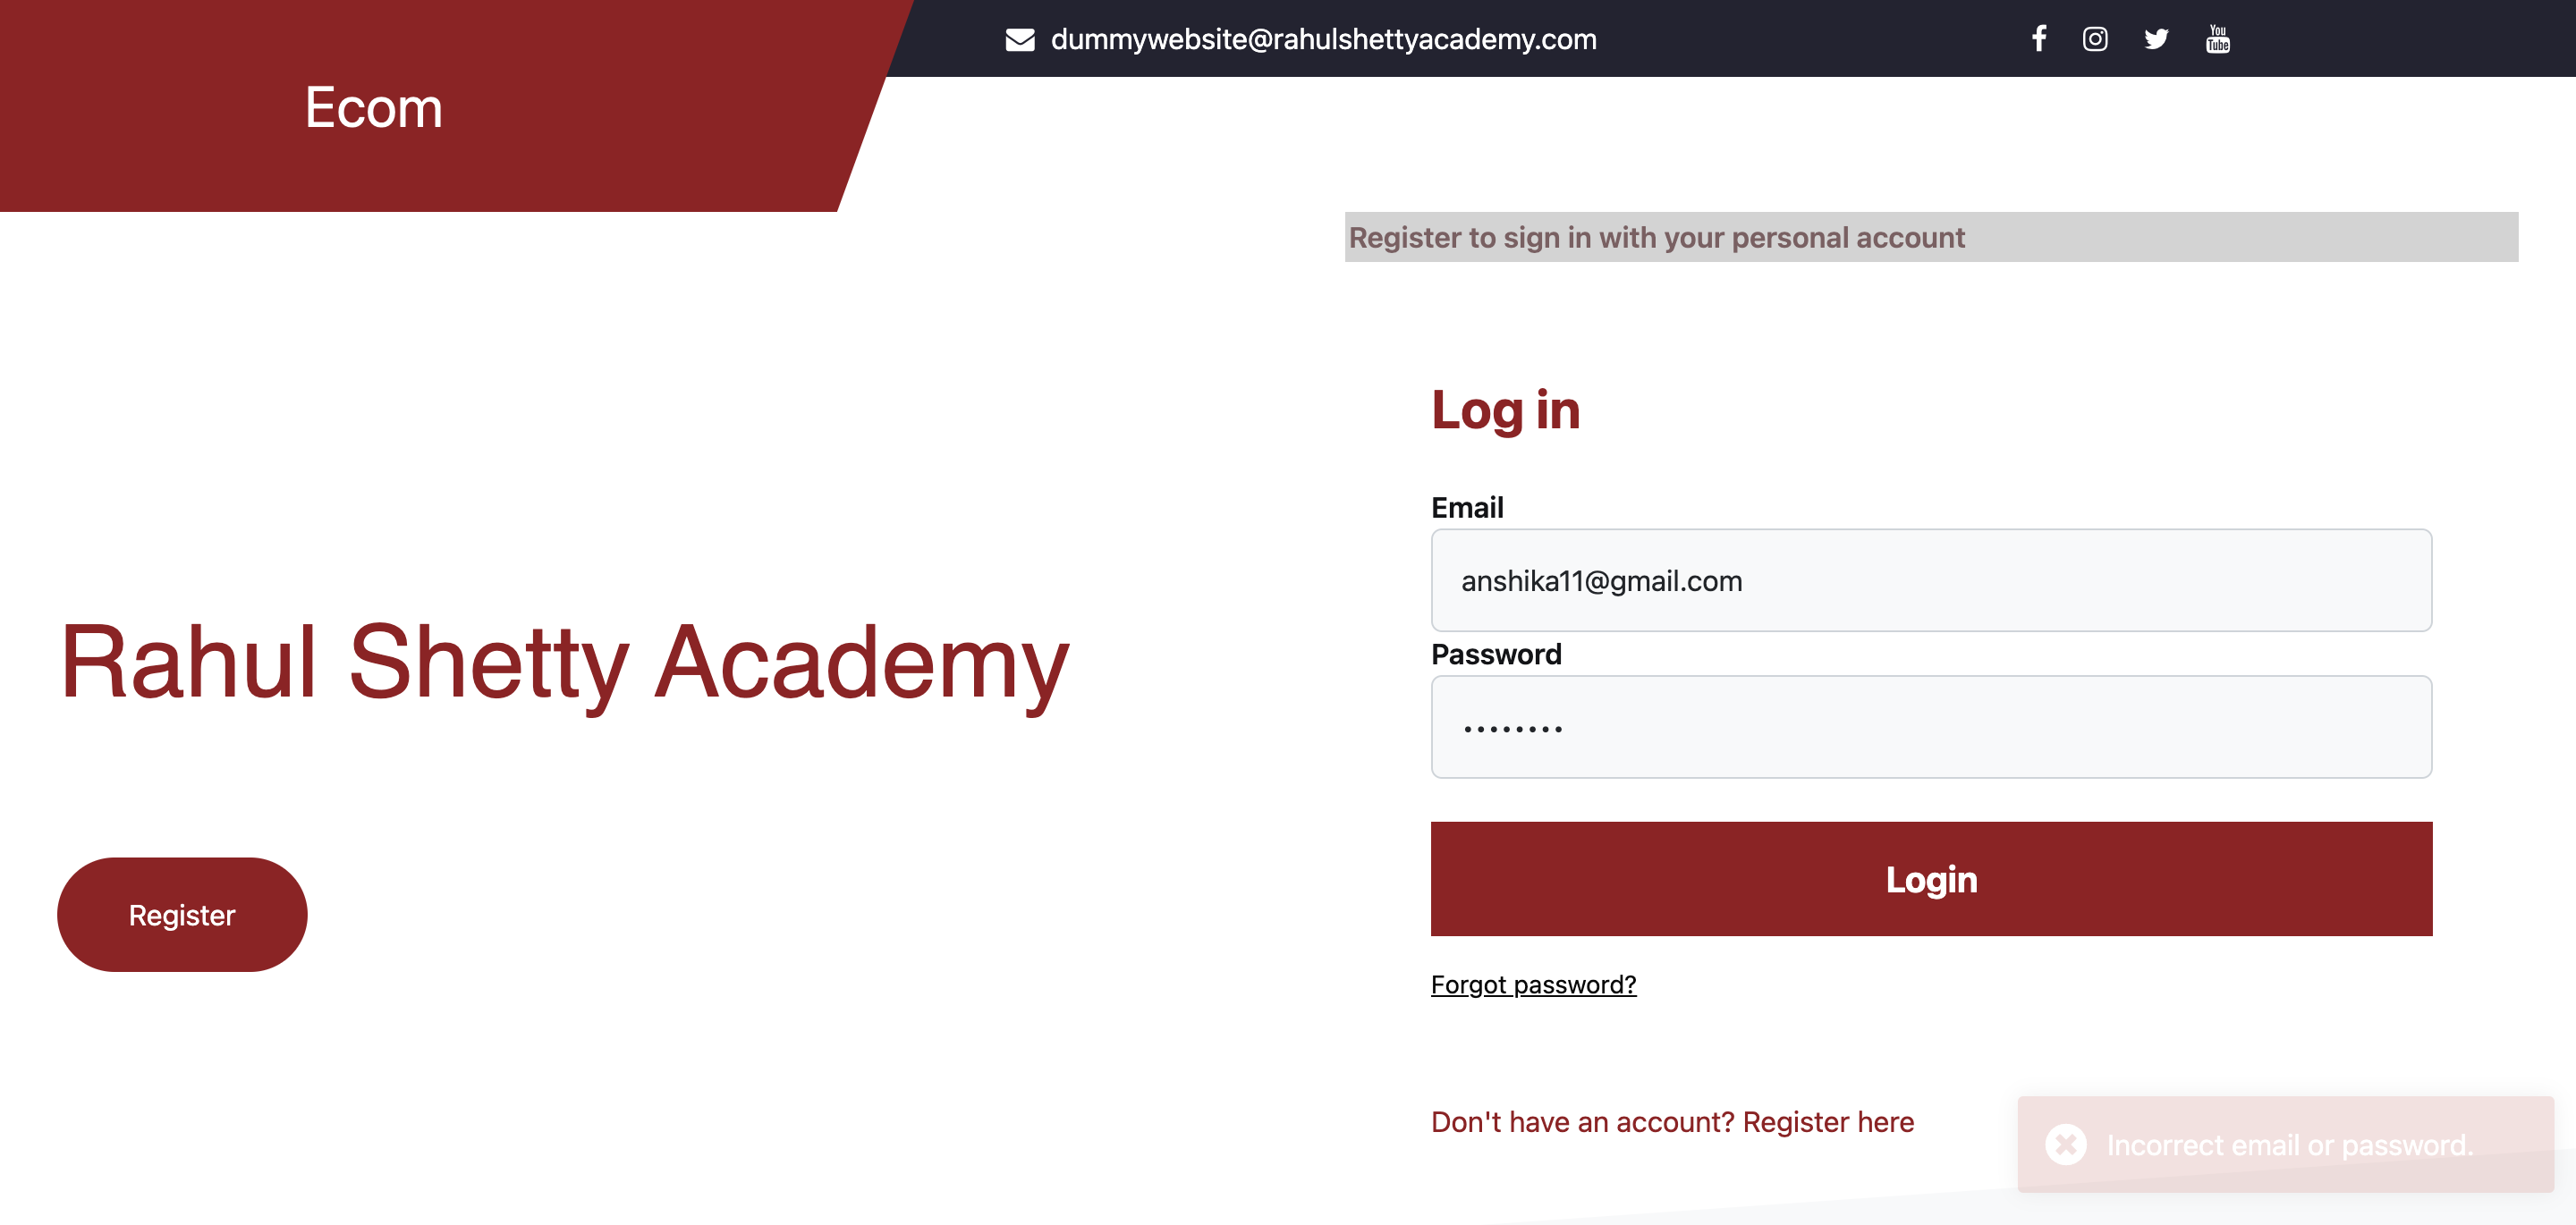 dummywebsite@rahulshettyacademy.com
You
Tube
Ecom
Register to sign in with your personal account
Log in
Email
anshika11@gmail.com
Password
Rahul Shetty Academy
Login
Register
Forgot password?
Don't have an account? Register here
Incorrect email or password.